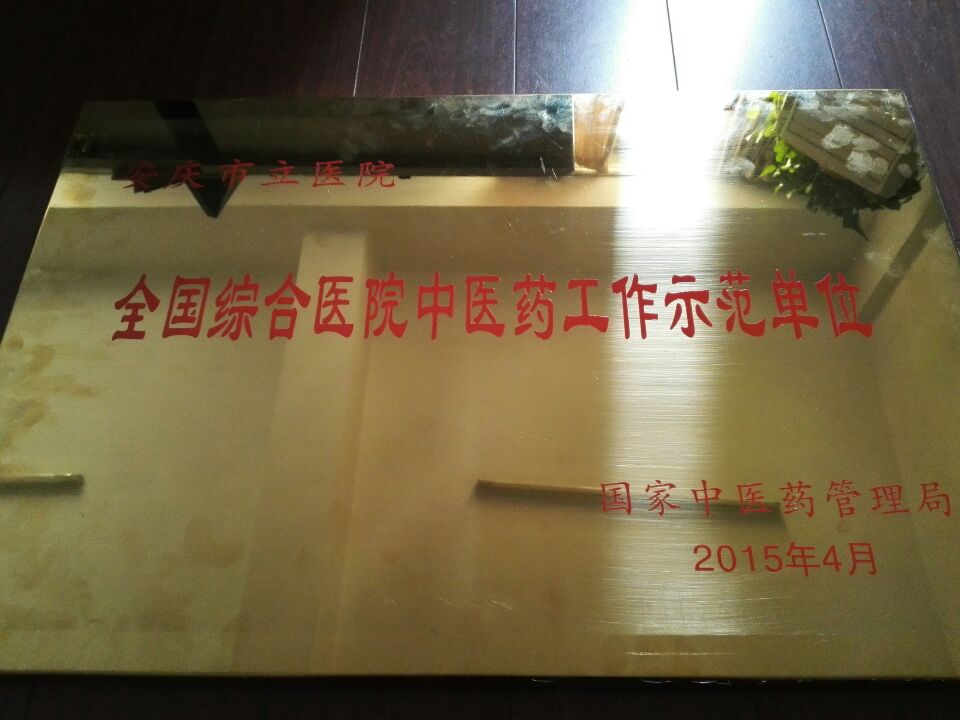 安庆市立医院
全国综合医院中医药工作示范单位
国家中医药管理局
2015年4月